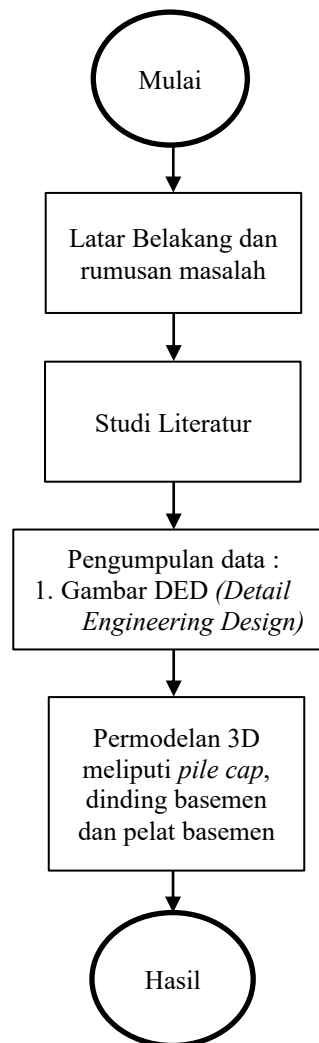 Mulai
Latar Belakang dan
rumusan masalah
Studi Literatur
Pengumpulan data :
1. Gambar DED (Detail
Engineering Design)
Permodelan 3D
meliputi pile cap,
dinding basemen
dan pelat basemen
Hasil